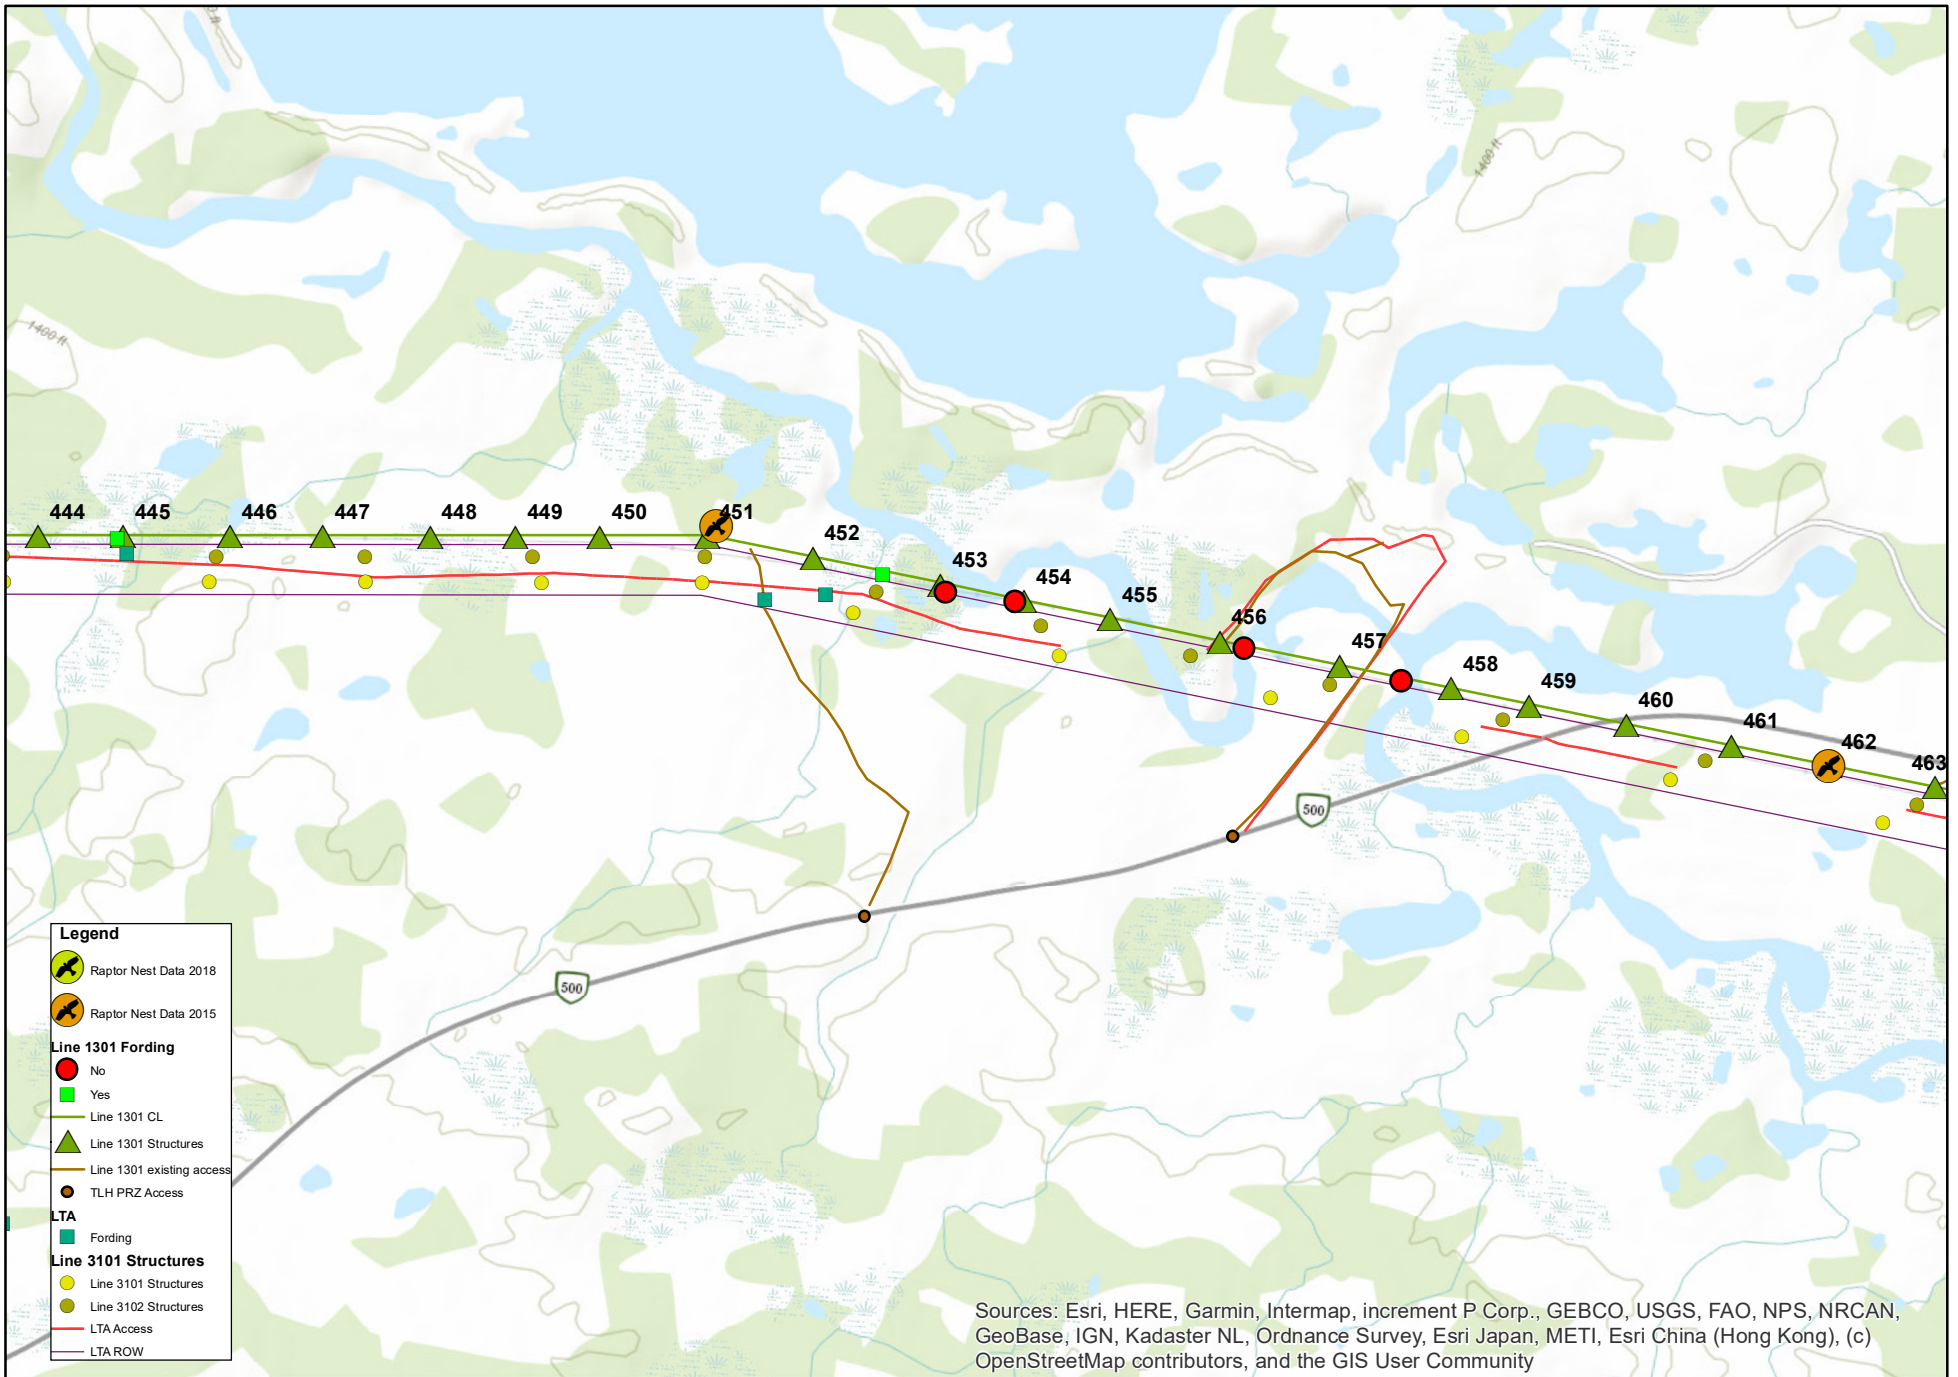 ft
1400 ft
1400 ft
444 445 446 447 448 449 450 451
452
453
454
455
456
457
458
459
460
461
462
463
500
500
Legend
Raptor Nest Data 2018
Raptor Nest Data 2015
Line 1301 Fording
No
Yes
Line 1301 CL
Line 1301 Structures
Line 1301 existing access
TLH PRZ Access
LTA
Fording
Line 3101 Structures
Line 3101 Structures
Line 3102 Structures
LTA Access
LTA ROW
Sources: Esri, HERE, Garmin, Intermap, increment P Corp., GEBCO, USGS, FAO, NPS, NRCAN,
GeoBase, IGN, Kadaster NL, Ordnance Survey, Esri Japan, METI, Esri China (Hong Kong), (c)
OpenStreetMap contributors, and the GIS User Community